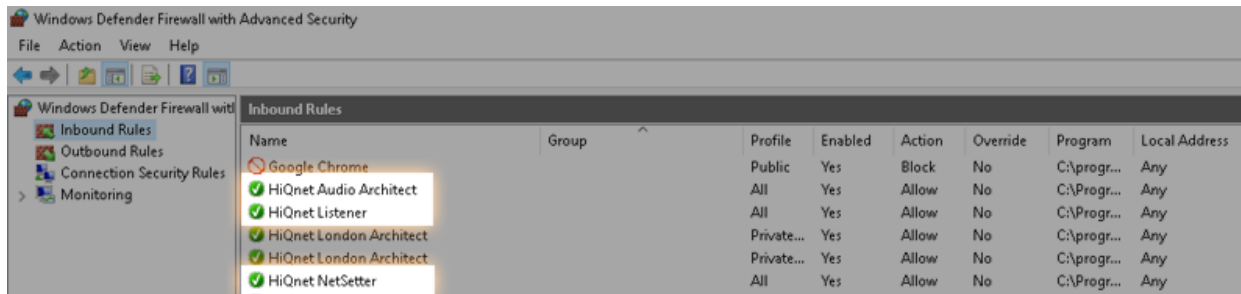 Windows Defender Firewall with Advanced Security
File Action View Help
Windows Defender Firewall witl
Inbound Rules
Outbound Rules
Connection Security Rules
Monitoring
Inbound Rules
Name Group Profile Enabled Action Override Program Local Address
Google Chrome Public Yes Block No C:\progr... Any
HiQnet Audio Architect All Yes Allow No C:\Progr... Any
HiQnet Listener All Yes Allow No C:\Progr... Any
HiQnet London Architect Private... Yes Allow No C:\progr... Any
HiQnet London Architect Private... Yes Allow No C:\progr... Any
HiQnet NetSetter All Yes Allow No C:\Progr... Any